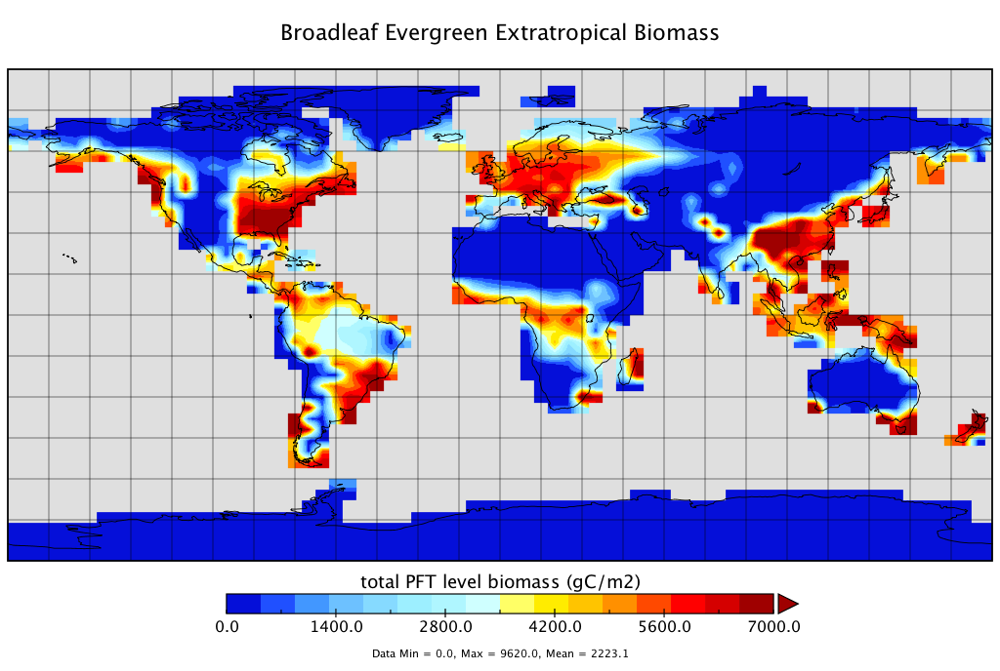 Broadleaf Evergreen Extratropical Biomass
total PFT level biomass (gC/m2)
0.0 1400.0 2800.0 4200.0 5600.0 7000.0
Data Min = 0.0, Max = 9620.0, Mean = 2223.1